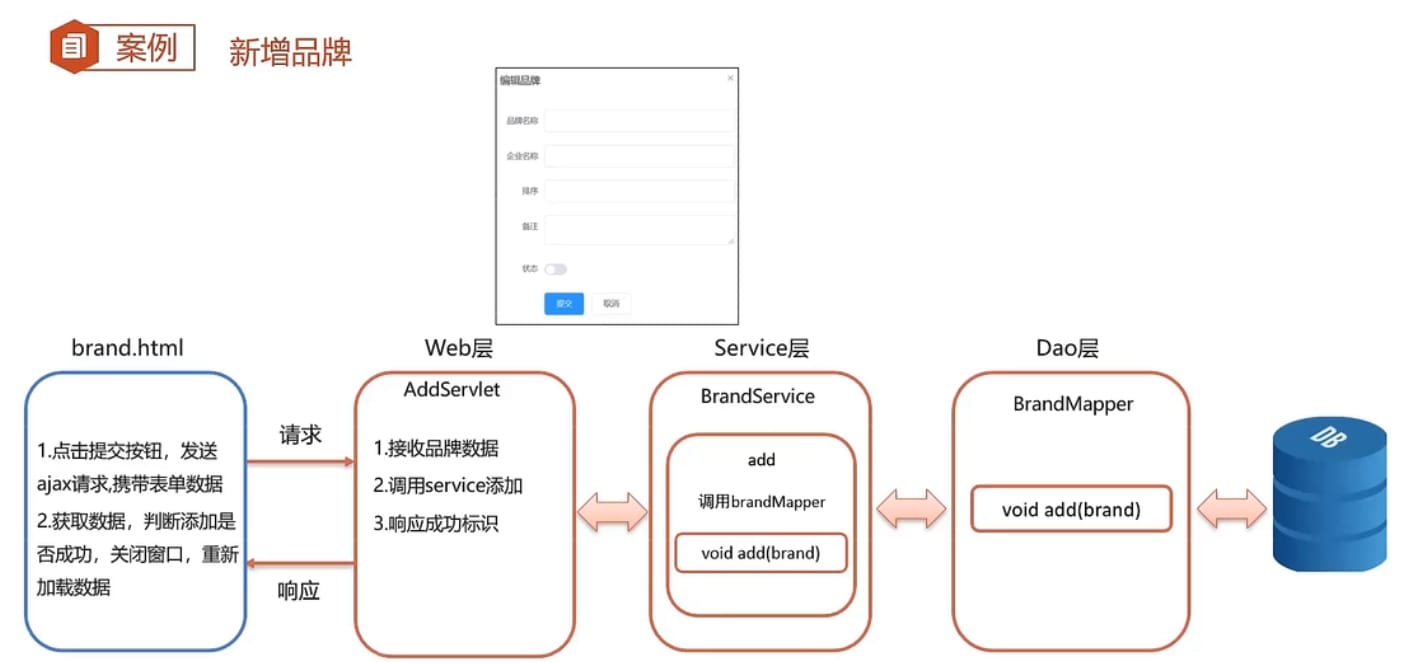 案例
新增品牌
编辑品牌
品牌名称
企业名称
排序
备注
状态
提交
取消
brand.html
1.点击提交按钮，发送
ajax请求,携带表单数据
2.获取数据，判断添加是
否成功，关闭窗口，重新
加载数据
请求
响应
Web层
AddServlet
1.接收品牌数据
2.调用service添加
3.响应成功标识
Service层
BrandService
add
调用brandMapper
void add(brand)
Dao层
BrandMapper
void add(brand)
DB